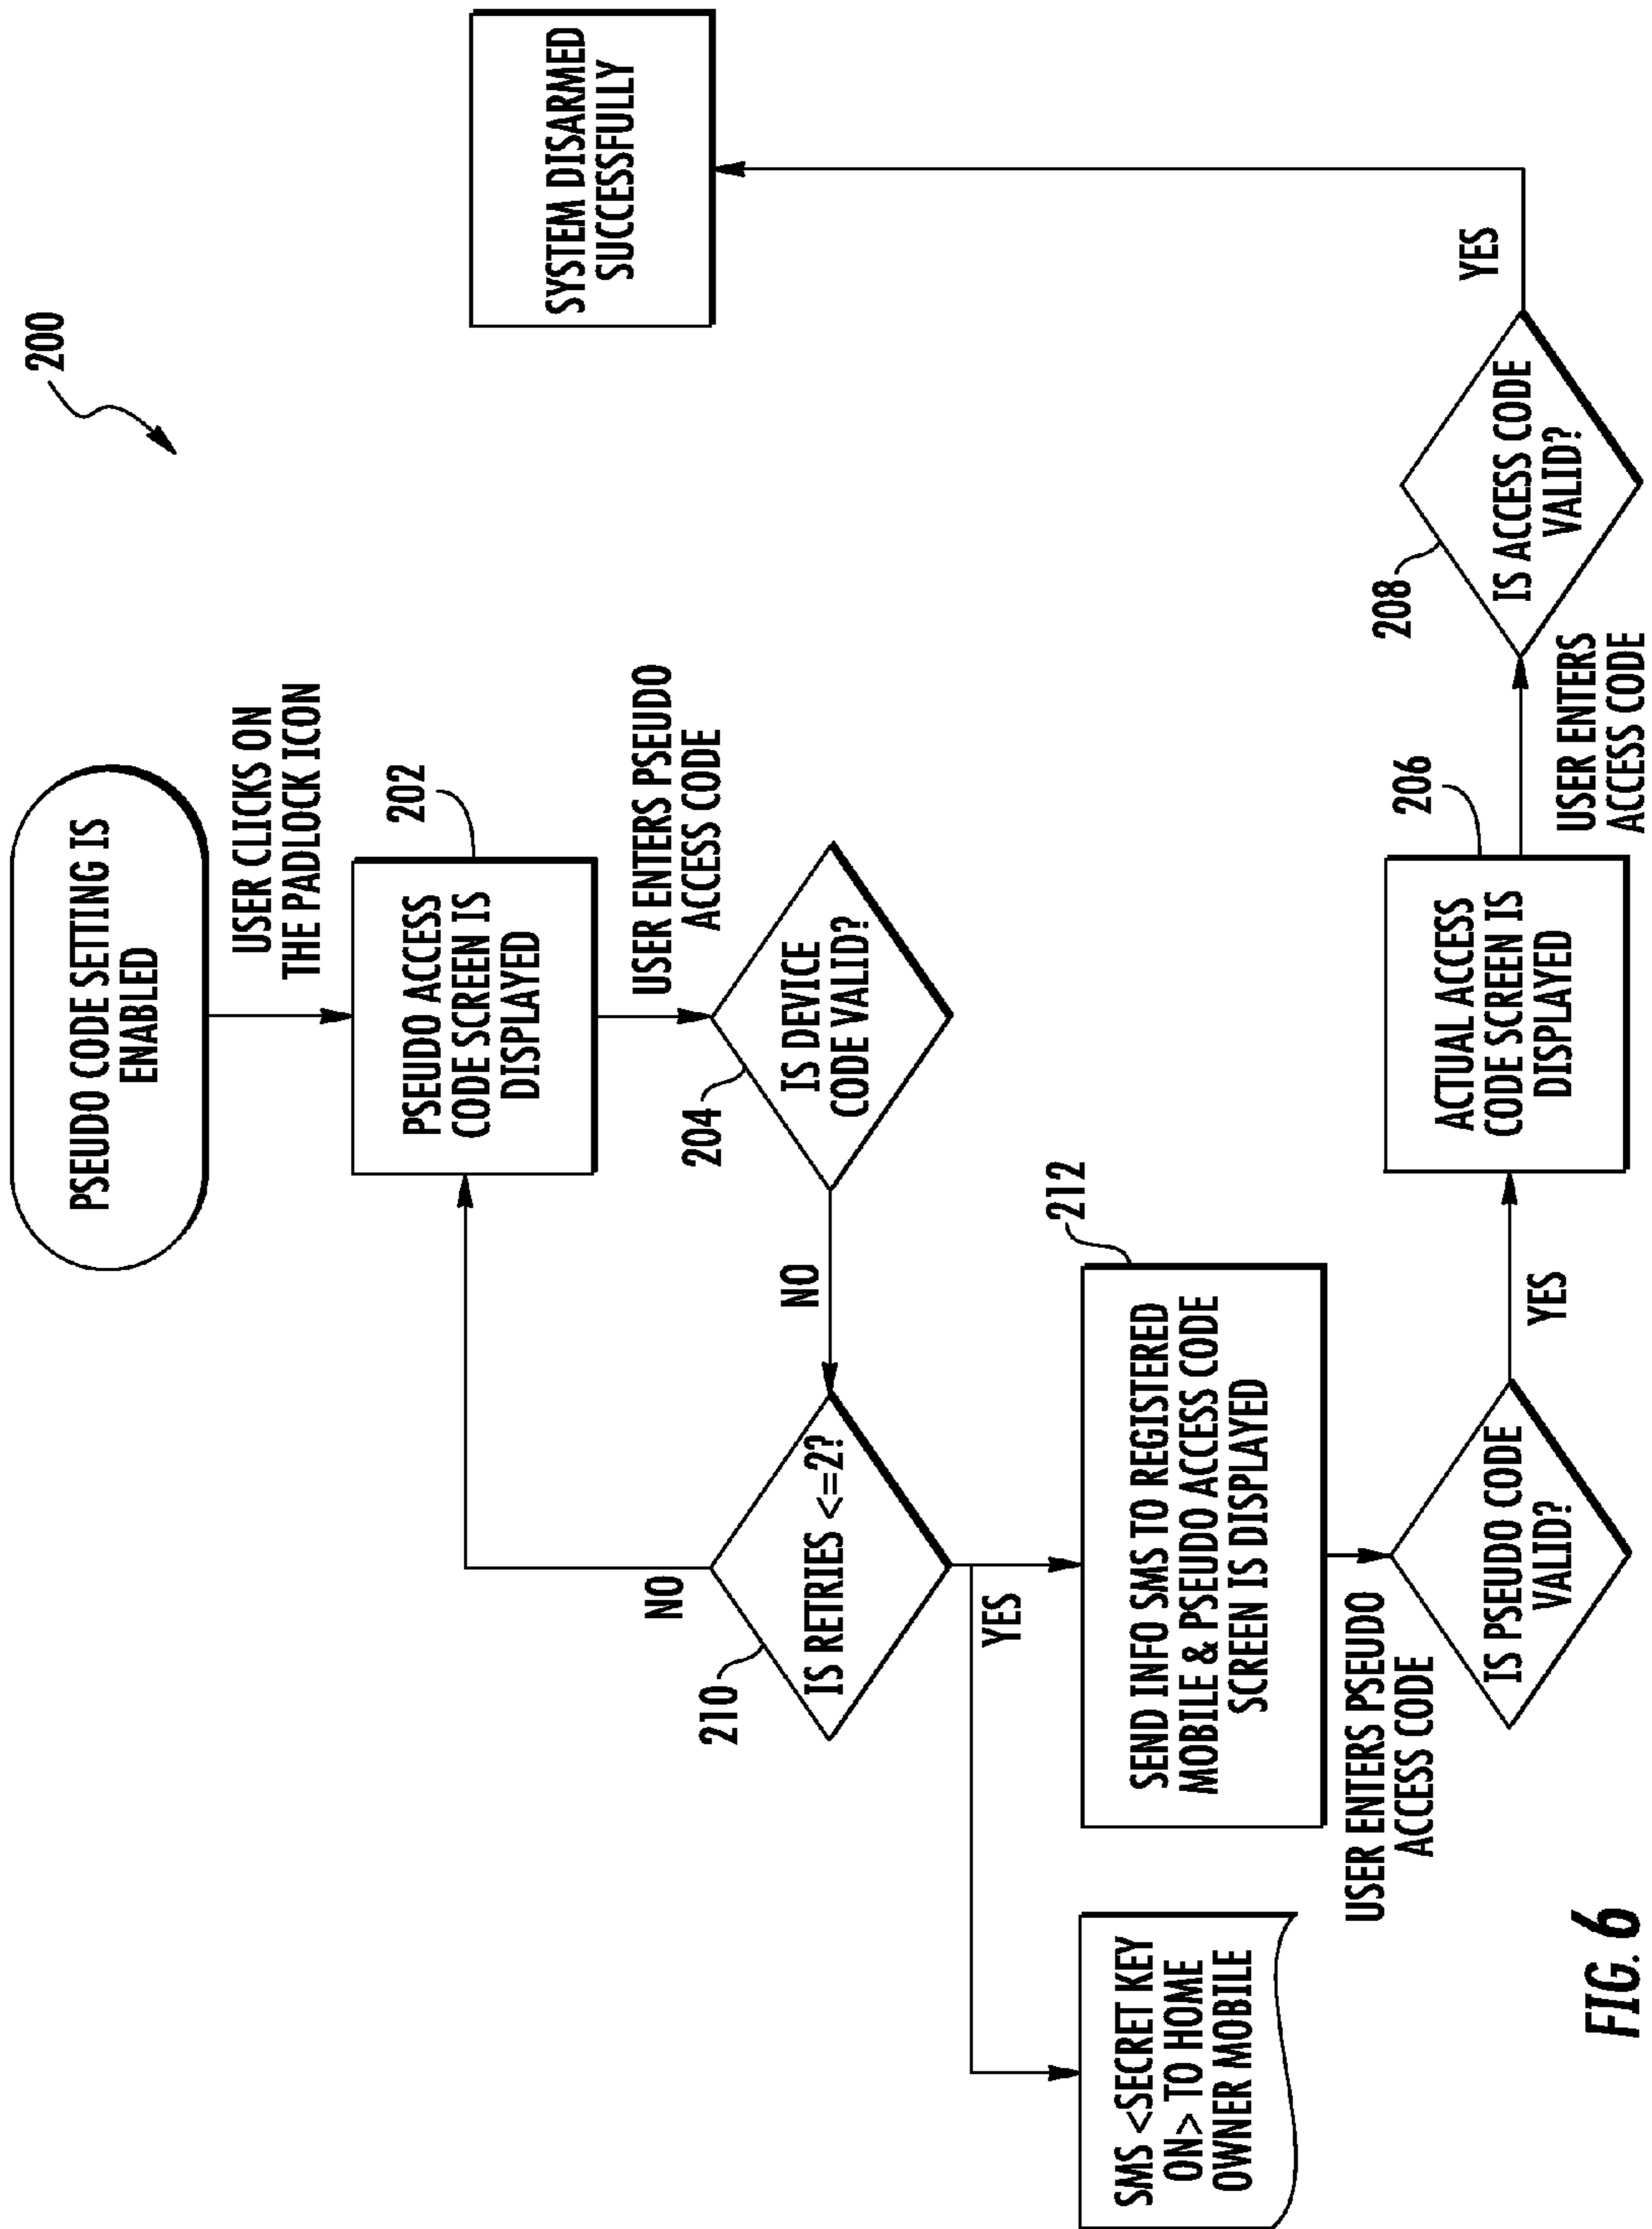 200
PSEUDO CODE SETTING IS
ENABLED
USER CLICKS ON
THE PADLOCK ICON
PSEUDO ACCESS
CODE SCREEN IS
DISPLAYED
202
USER ENTERS PSEUDO
ACCESS CODE
IS DEVICE
CODE VALID?
204
NO
IS RETRIES <=2?
210
NO
YES
SMS <SECRET KEY
ON> TO HOME
OWNER MOBILE
SEND INFO SMS TO REGISTERED
MOBILE & PSEUDO ACCESS CODE
SCREEN IS DISPLAYED
212
USER ENTERS PSEUDO
ACCESS CODE
IS PSEUDO CODE
VALID?
YES
ACTUAL ACCESS
CODE SCREEN IS
DISPLAYED
206
USER ENTERS
ACCESS CODE
IS ACCESS CODE
VALID?
208
YES
SYSTEM DISARMED
SUCCESSFULLY
FIG. 6